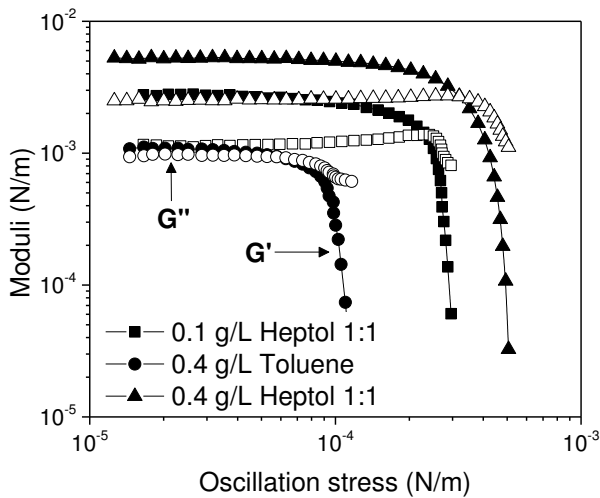 10⁻²
10⁻³
10⁻⁴
10⁻⁵
Moduli (N/m)
G"
G'
0.1 g/L Heptol 1:1
0.4 g/L Toluene
0.4 g/L Heptol 1:1
10⁻⁵
10⁻⁴
10⁻³
Oscillation stress (N/m)